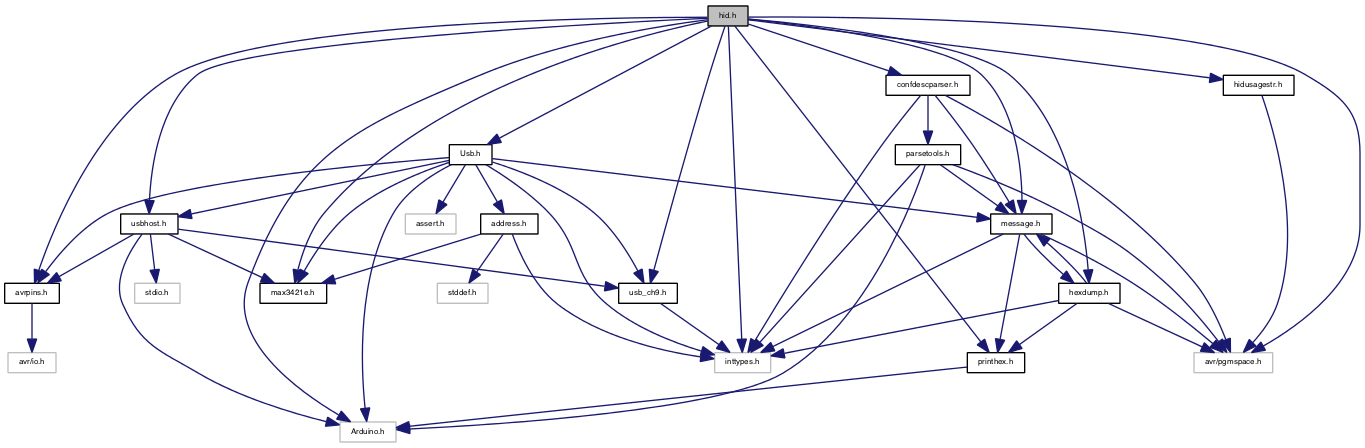 hid.h
confdescparser.h
hidusagestr.h
Usb.h
parsetools.h
usbhost.h
assert.h
address.h
message.h
avrpins.h
stdio.h
max3421e.h
stddef.h
usb_ch9.h
hexdump.h
avr/io.h
inttypes.h
printhex.h
avr/pgmspace.h
Arduino.h